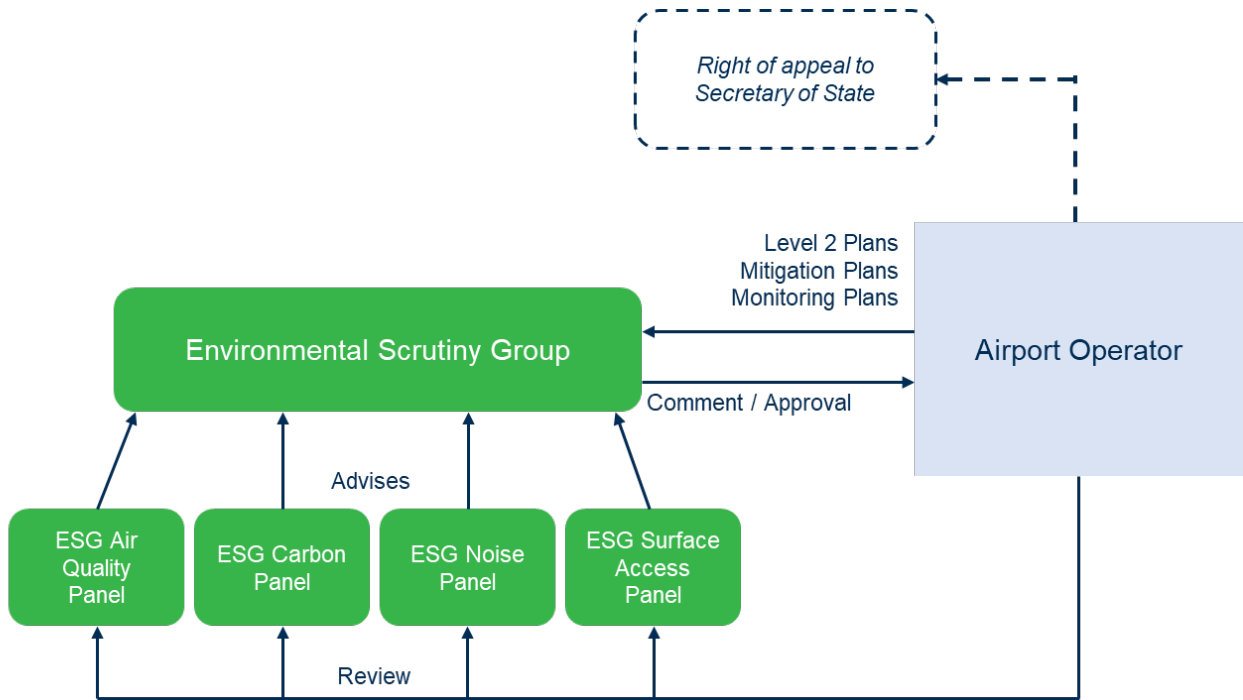 Right of appeal to
Secretary of State
Level 2 Plans
Mitigation Plans
Monitoring Plans
Environmental Scrutiny Group
Airport Operator
Comment / Approval
Advises
ESG Air
Quality
Panel
ESG Carbon
Panel
ESG Noise
Panel
ESG Surface
Access
Panel
Review